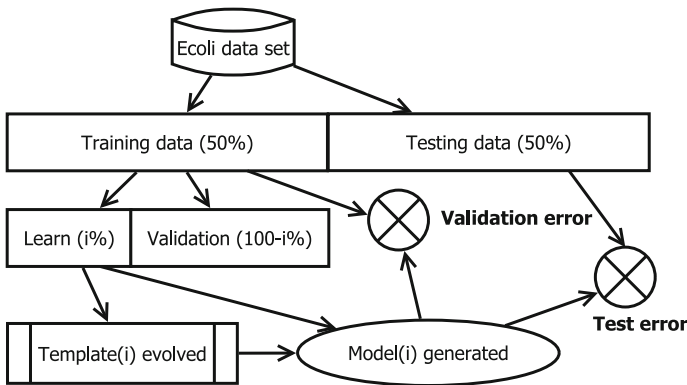 Ecoli data set
Training data (50%)
Testing data (50%)
Learn (i%)
Validation (100-i%)
Validation error
Test error
Template(i) evolved
Model(i) generated